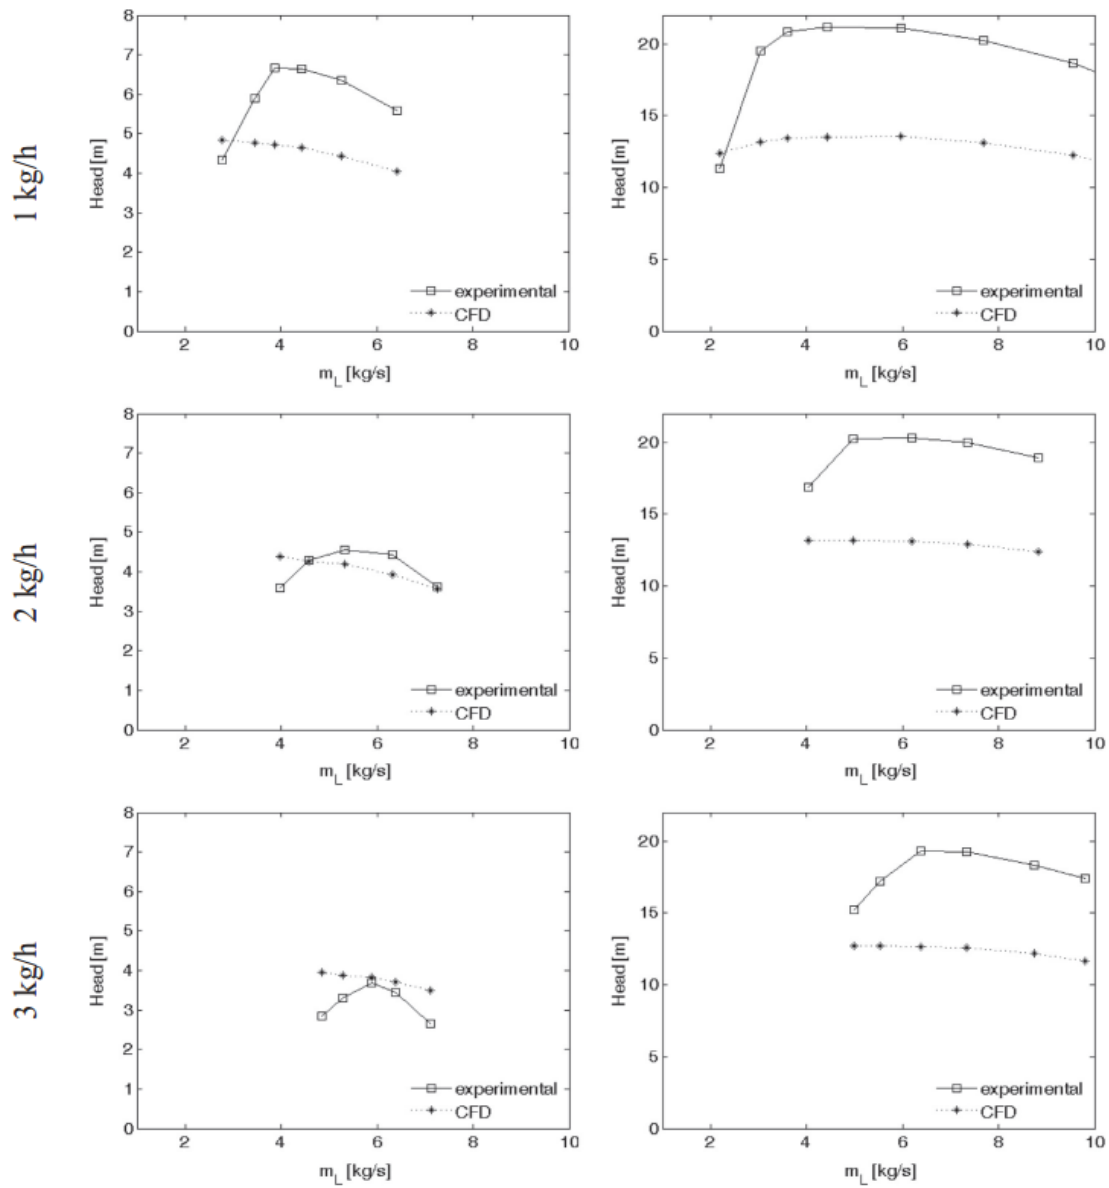 1 kg/h
8
7
6
5
4
3
2
1
0
Head [m]
2 4 6 8 10
m_L [kg/s]
experimental
CFD
20
15
10
5
0
Head [m]
2 4 6 8 10
m_L [kg/s]
experimental
CFD
2 kg/h
8
7
6
5
4
3
2
1
0
Head [m]
2 4 6 8 10
m_L [kg/s]
experimental
CFD
20
15
10
5
0
Head [m]
2 4 6 8 10
m_L [kg/s]
experimental
CFD
3 kg/h
8
7
6
5
4
3
2
1
0
Head [m]
2 4 6 8 10
m_L [kg/s]
experimental
CFD
20
15
10
5
0
Head [m]
2 4 6 8 10
m_L [kg/s]
experimental
CFD